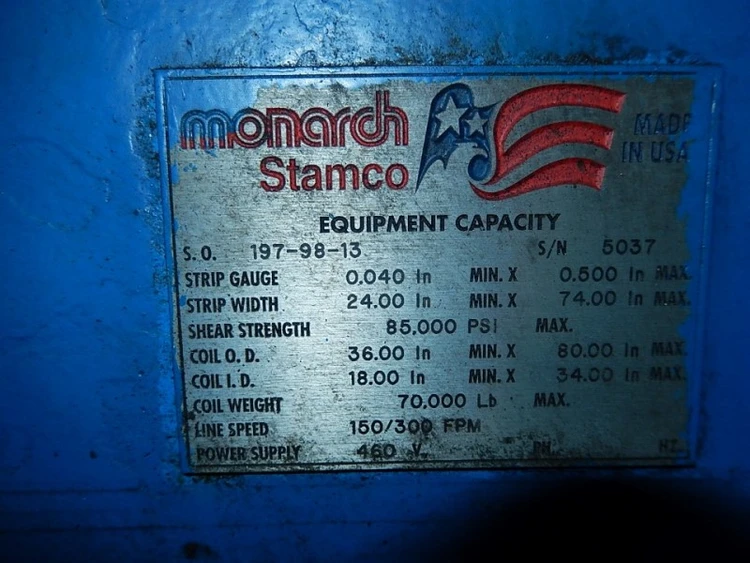 monarch
Stamco
MADE
IN USA
EQUIPMENT CAPACITY
S.O. 197-98-13 S/N 5037
STRIP GAUGE 0.040 In MIN. X 0.500 In MAX.
STRIP WIDTH 24.00 In MIN. X 74.00 In MAX.
SHEAR STRENGTH 85.000 PSI MAX.
COIL O.D. 36.00 In MIN. X 80.00 In MAX.
COIL I.D. 18.00 In MIN. X 34.00 In MAX.
COIL WEIGHT 70,000 Lb MAX.
LINE SPEED 150/300 FPM
POWER SUPPLY 460 V. PH. HZ.